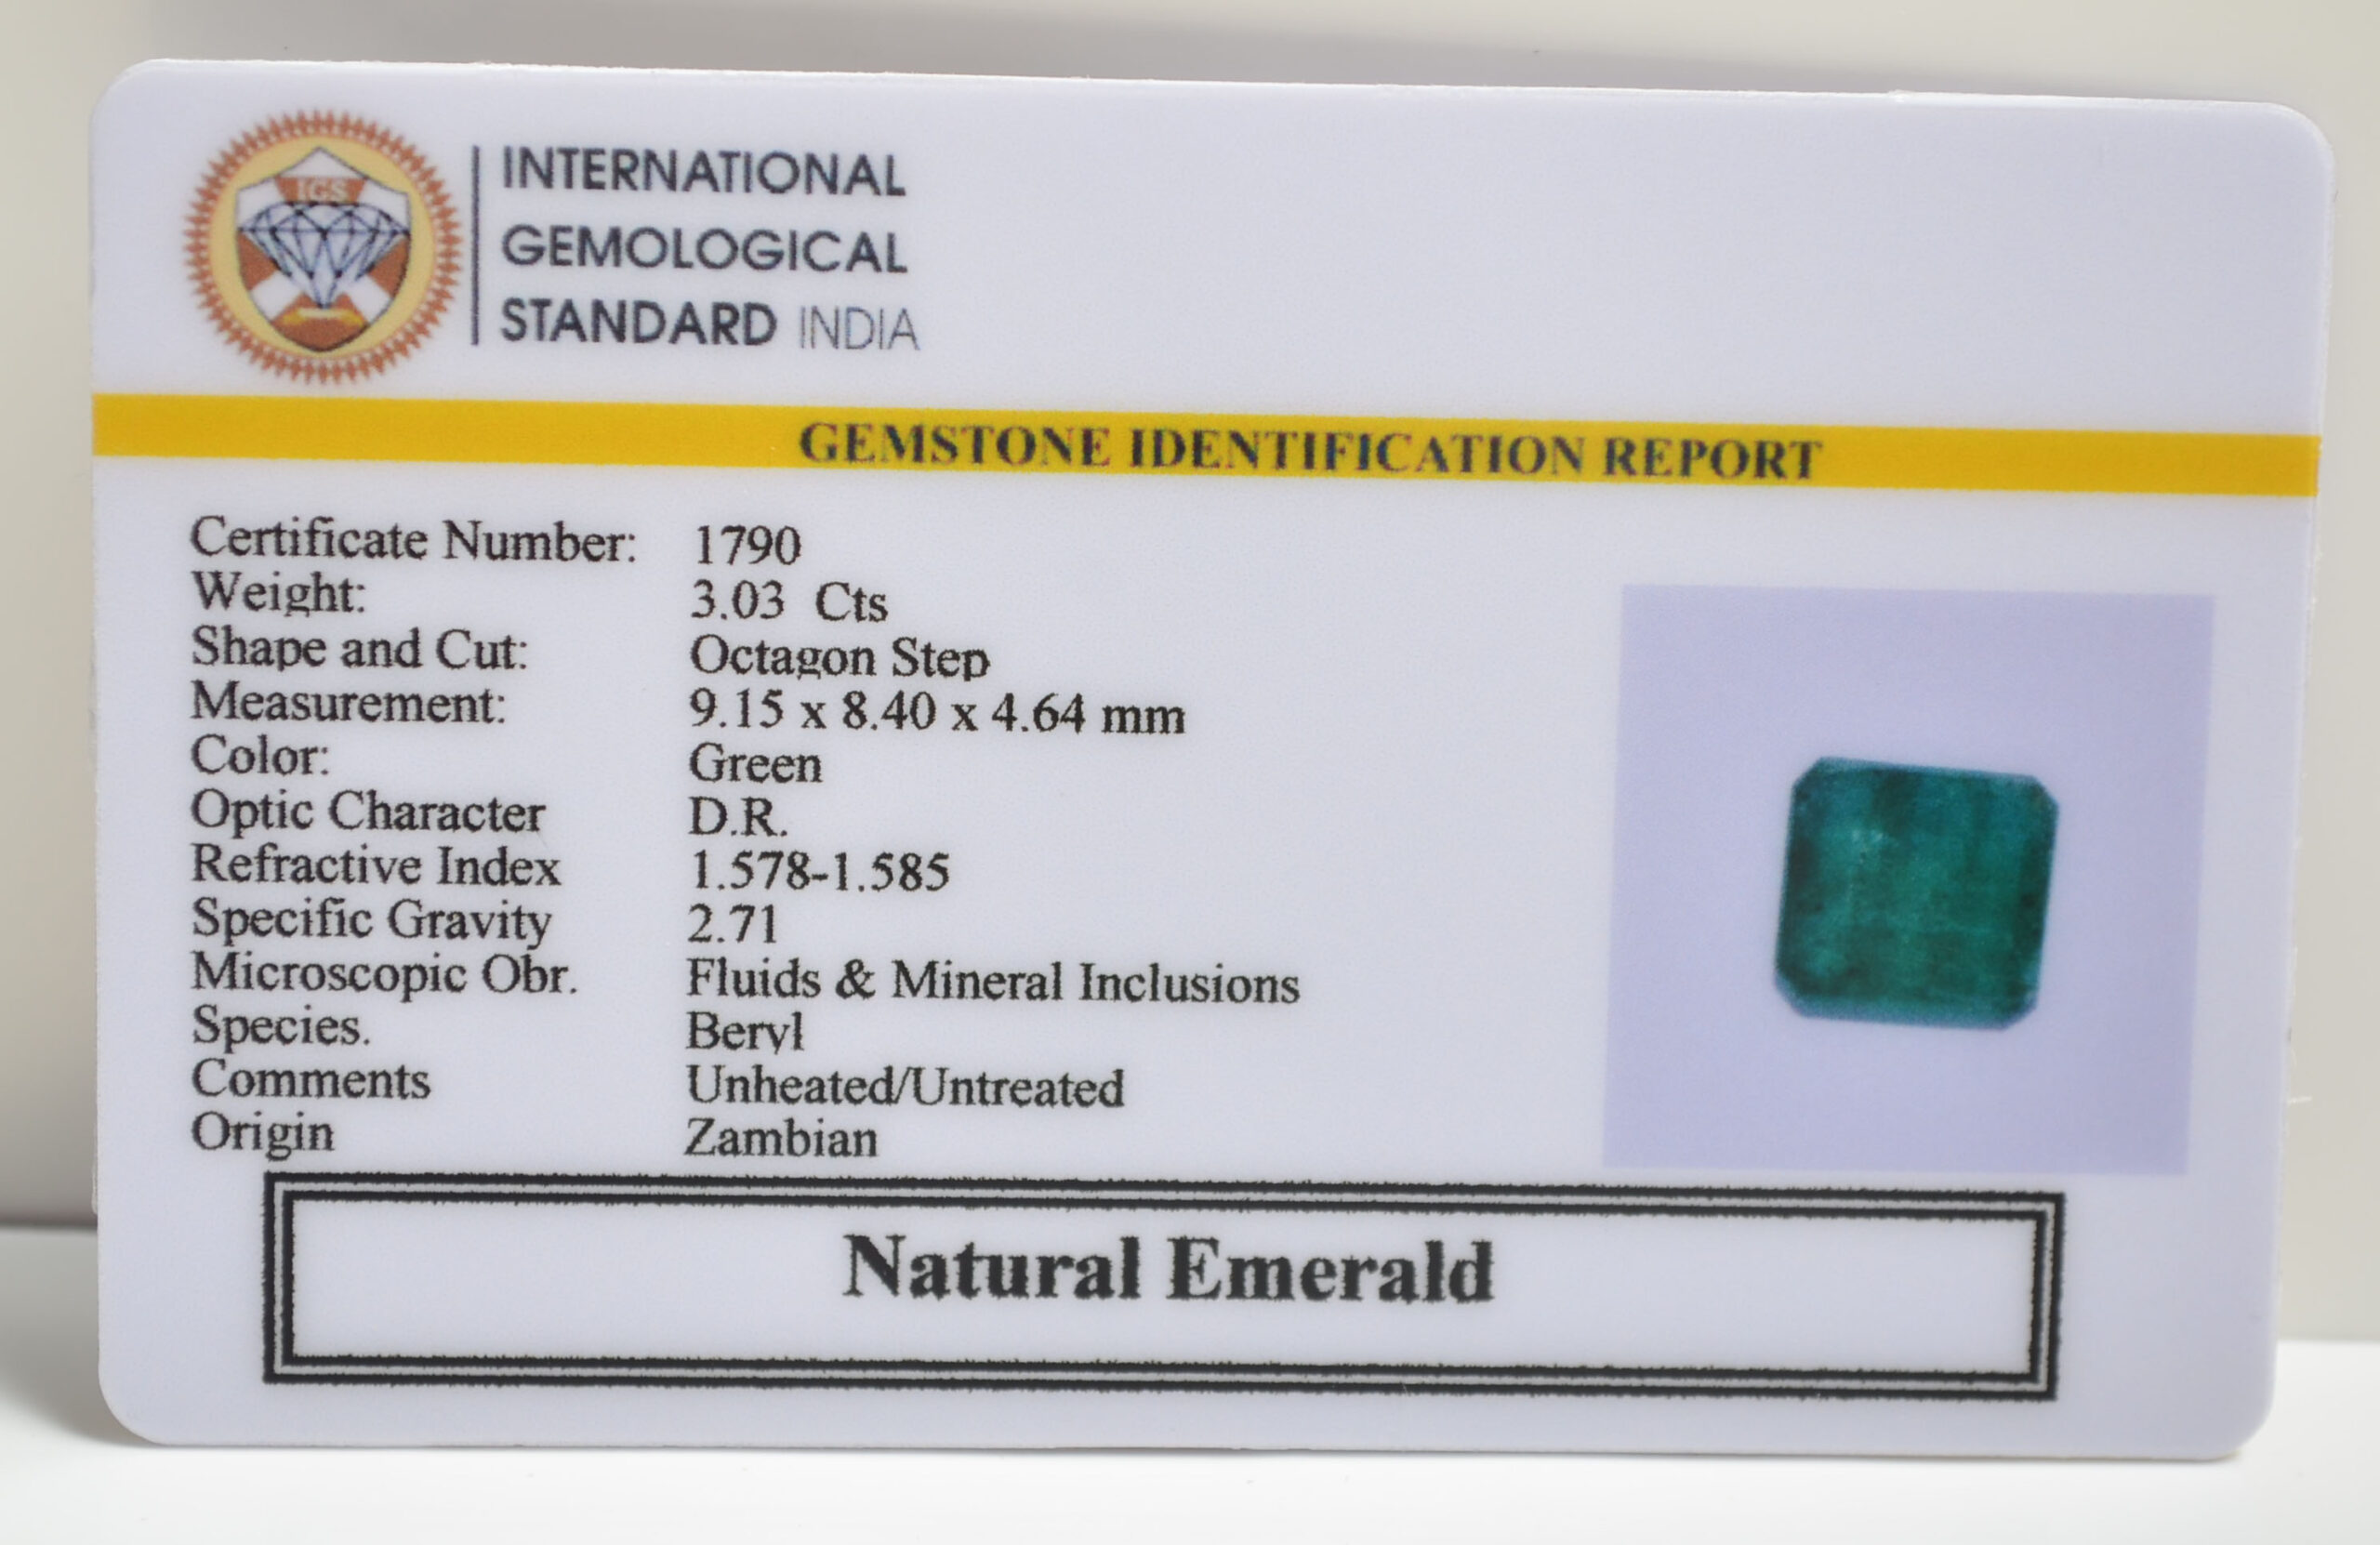 IGS
INTERNATIONAL
GEMOLOGICAL
STANDARD INDIA
GEMSTONE IDENTIFICATION REPORT
Certificate Number: 1790
Weight: 3.03 Cts
Shape and Cut: Octagon Step
Measurement: 9.15 x 8.40 x 4.64 mm
Color: Green
Optic Character D.R.
Refractive Index 1.578-1.585
Specific Gravity 2.71
Microscopic Obr. Fluids & Mineral Inclusions
Species. Beryl
Comments Unheated/Untreated
Origin Zambian
Natural Emerald